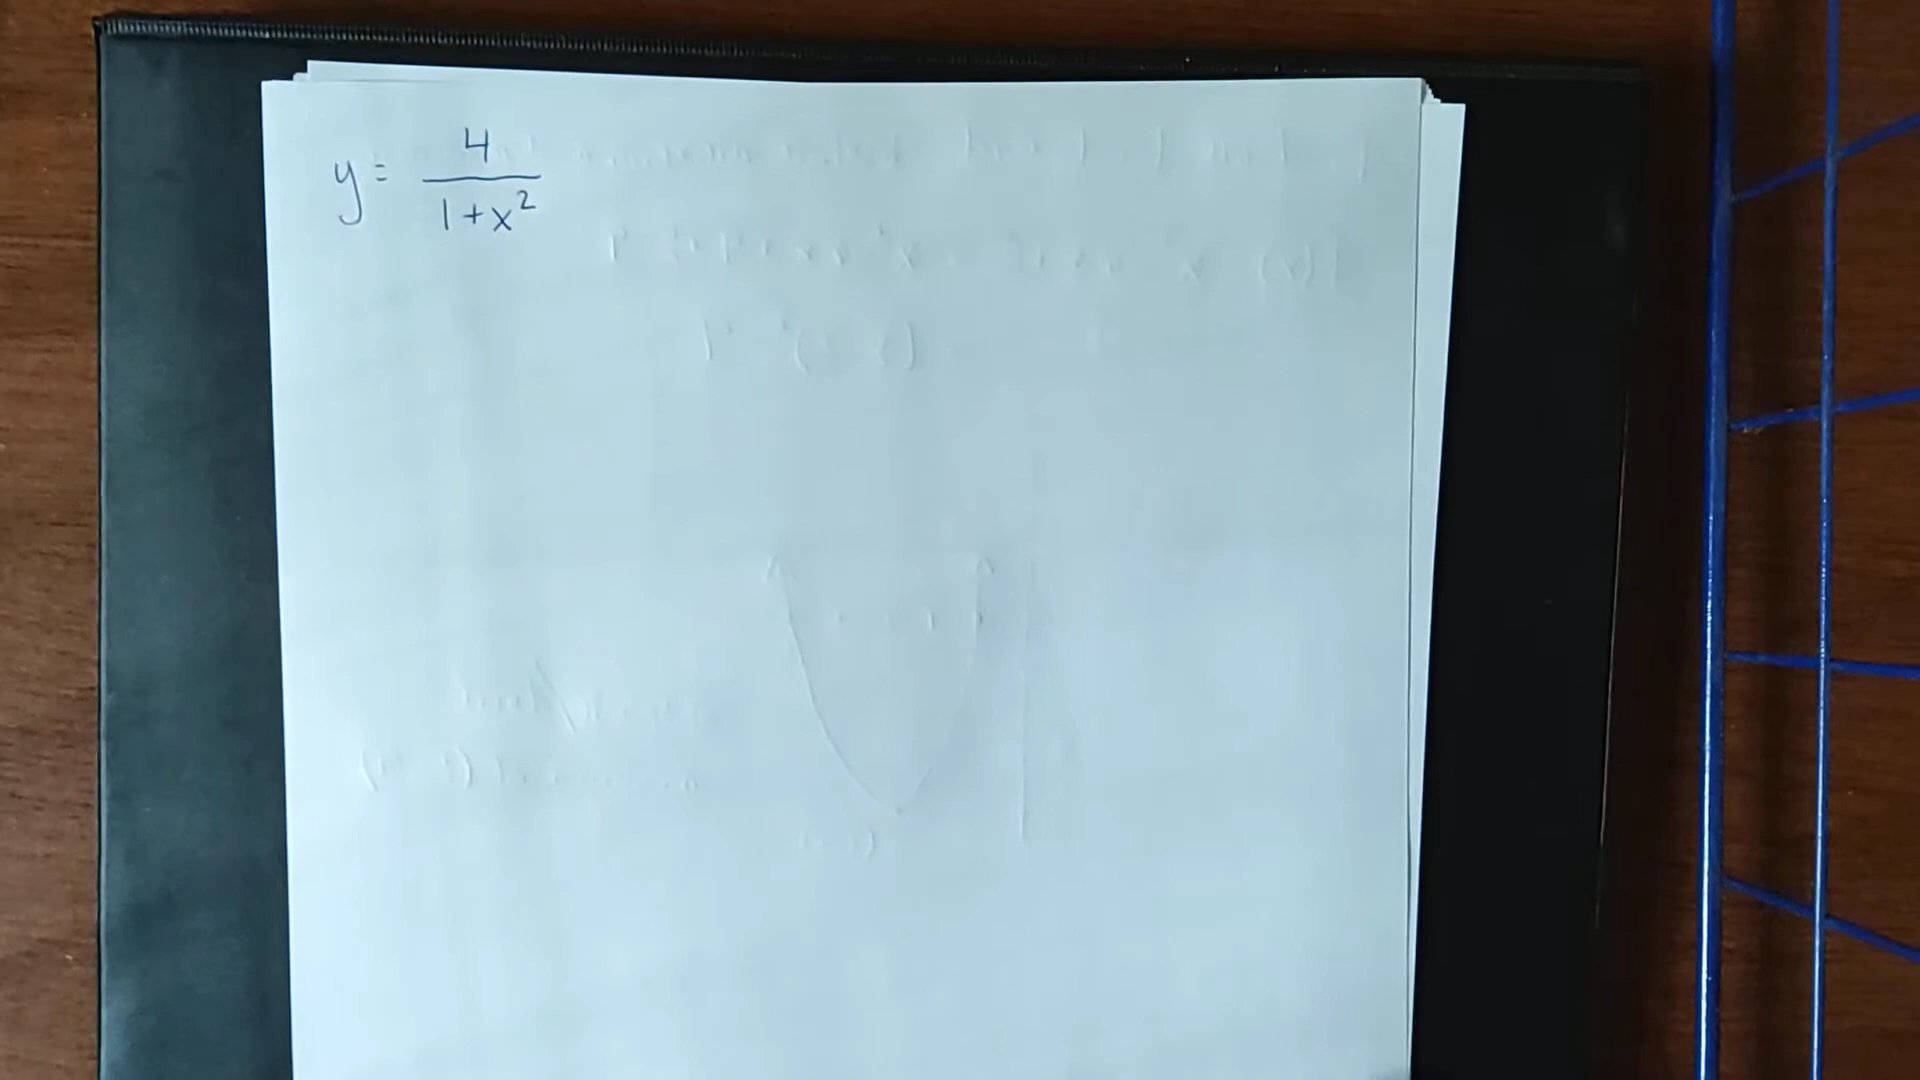 y = 4/(1+x²)